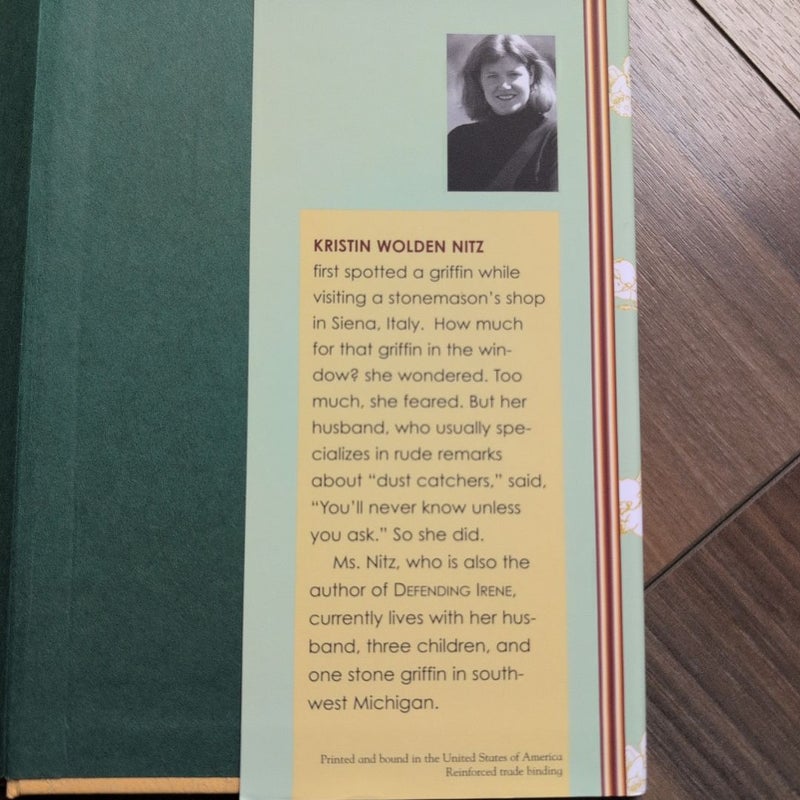 KRISTIN WOLDEN NITZ
first spotted a griffin while
visiting a stonemason's shop
in Siena, Italy. How much
for that griffin in the win-
dow? she wondered. Too
much, she feared. But her
husband, who usually spe-
cializes in rude remarks
about “dust catchers,” said,
“You'll never know unless
you ask.” So she did.
Ms. Nitz, who is also the
author of DEFENDING IRENE,
currently lives with her hus-
band, three children, and
one stone griffin in south-
west Michigan.
Printed and bound in the United States of America
Reinforced trade binding